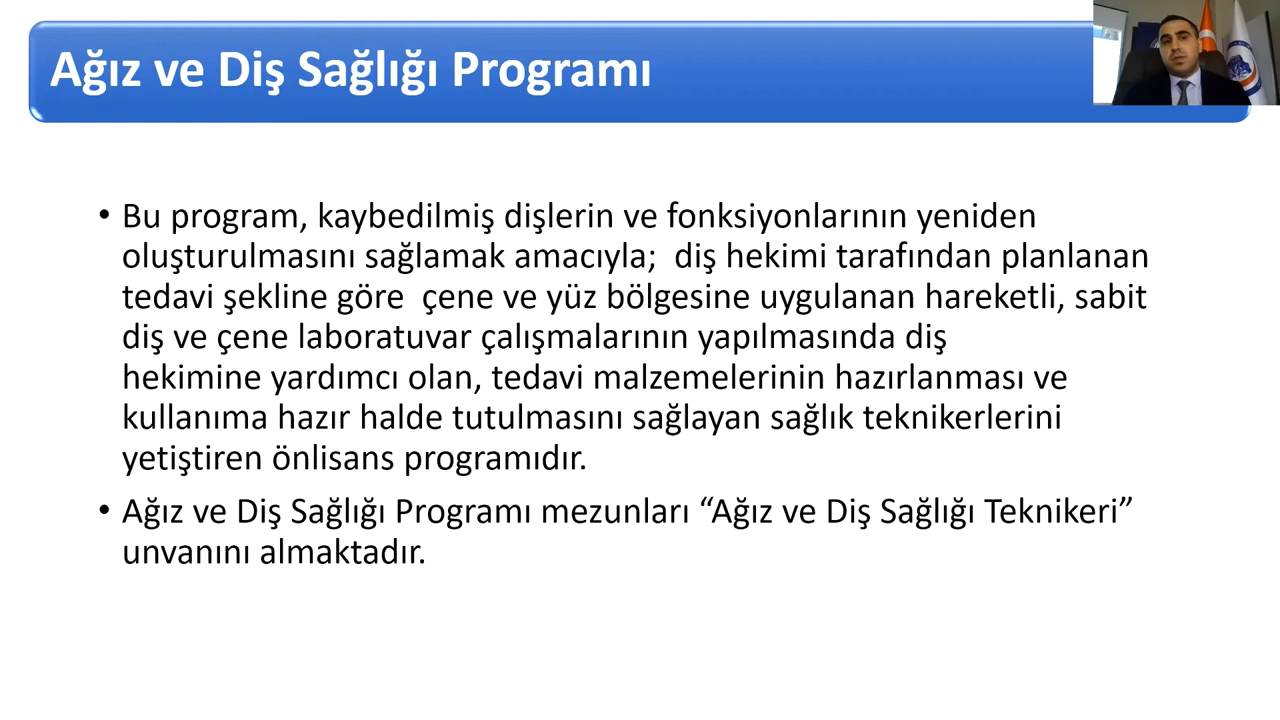 Ağız ve Diş Sağlığı Programı
• Bu program, kaybedilmiş dişlerin ve fonksiyonlarının yeniden
oluşturulmasını sağlamak amacıyla;  diş hekimi tarafından planlanan
tedavi şekline göre  çene ve yüz bölgesine uygulanan hareketli, sabit
diş ve çene laboratuvar çalışmalarının yapılmasında diş
hekimine yardımcı olan, tedavi malzemelerinin hazırlanması ve
kullanıma hazır halde tutulmasını sağlayan sağlık teknikerlerini
yetiştiren önlisans programıdır.
• Ağız ve Diş Sağlığı Programı mezunları “Ağız ve Diş Sağlığı Teknikeri”
unvanını almaktadır.